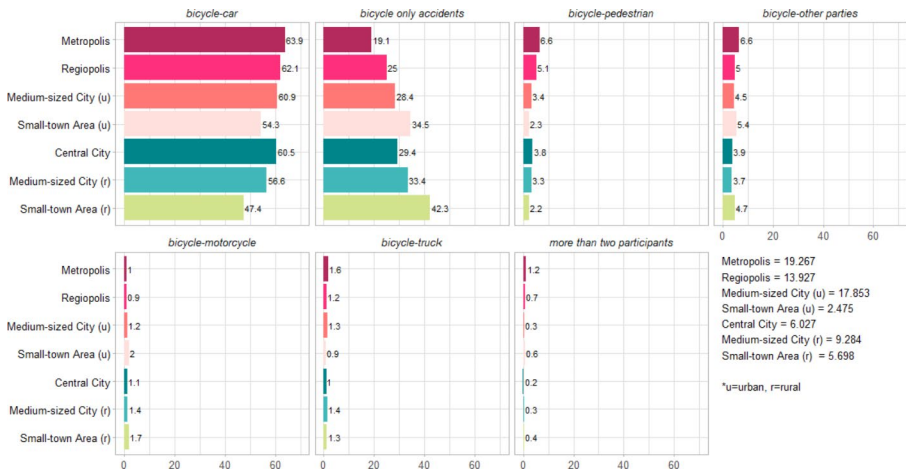 bicycle-car
bicycle only accidents
bicycle-pedestrian
bicycle-other parties
Metropolis 63.9 19.1 6.6 6.6
Regiopolis 62.1 25 5.1 5
Medium-sized City (u) 60.9 28.4 3.4 4.5
Small-town Area (u) 54.3 34.5 2.3 5.4
Central City 60.5 29.4 3.8 3.9
Medium-sized City (r) 56.6 33.4 3.3 3.7
Small-town Area (r) 47.4 42.3 2.2 4.7
0 20 40 60
bicycle-motorcycle
bicycle-truck
more than two participants
Metropolis 1 1.6 1.2
Regiopolis 0.9 1.2 0.7
Medium-sized City (u) 1.2 1.3 0.3
Small-town Area (u) 2 0.9 0.6
Central City 1.1 1 0.2
Medium-sized City (r) 1.4 1.4 0.3
Small-town Area (r) 1.7 1.3 0.4
0 20 40 60 0 20 40 60 0 20 40 60
Metropolis = 19.267
Regiopolis = 13.927
Medium-sized City (u) = 17.853
Small-town Area (u) = 2.475
Central City = 6.027
Medium-sized City (r) = 9.284
Small-town Area (r) = 5.698
*u=urban, r=rural